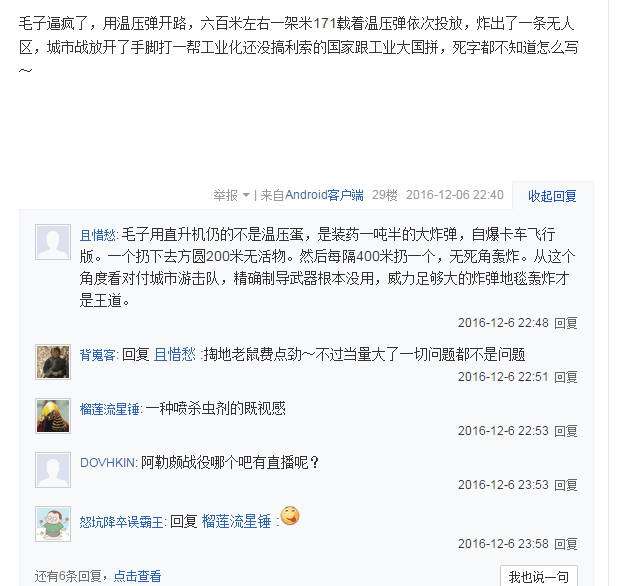 毛子逼疯了，用温压弹开路，六百米左右一架米171载着温压弹依次投放，炸出了一条无人
区，城市战放开了手脚打一帮工业化还没搞利索的国家跟工业大国拼，死字都不知道怎么写
～
举报 | 来自Android客户端 29楼 2016-12-06 22:40 收起回复
且惜愁: 毛子用直升机仍的不是温压蛋，是装药一吨半的大炸弹，自爆卡车飞行
版。一个扔下去方圆200米无活物。然后每隔400米扔一个，无死角轰炸。从这个
角度看对付城市游击队，精确制导武器根本没用，威力足够大的炸弹地毯轰炸才
是王道。
2016-12-6 22:48 回复
背嵬客: 回复 且惜愁 :掏地老鼠费点劲～不过当量大了一切问题都不是问题
2016-12-6 22:51 回复
榴莲流星锤: 一种喷杀虫剂的既视感
2016-12-6 22:53 回复
DOVHKIN: 阿勒颇战役哪个吧有直播呢？
2016-12-6 23:53 回复
怒坑降卒误霸王: 回复 榴莲流星锤 :
2016-12-6 23:58 回复
还有6条回复，点击查看 我也说一句